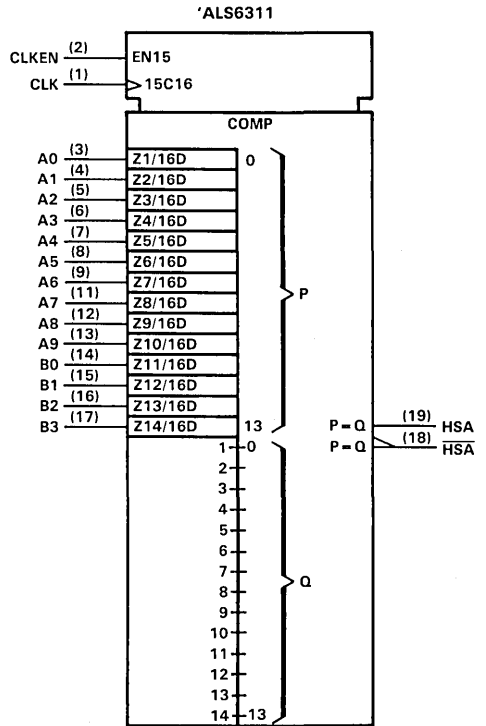 'ALS6311
CLKEN (2) EN15
CLK (1) 15C16
COMP
A0 (3) Z1/16D 0
A1 (4) Z2/16D
A2 (5) Z3/16D
A3 (6) Z4/16D
A4 (7) Z5/16D
A5 (8) Z6/16D
A6 (9) Z7/16D P
A7 (11) Z8/16D
A8 (12) Z9/16D
A9 (13) Z10/16D
B0 (14) Z11/16D
B1 (15) Z12/16D
B2 (16) Z13/16D
B3 (17) Z14/16D 13 P = Q (19) HSA
1 0 P = Q (18) HSA
2
3
4
5
6
7 Q
8
9
10
11
12
13
14 13